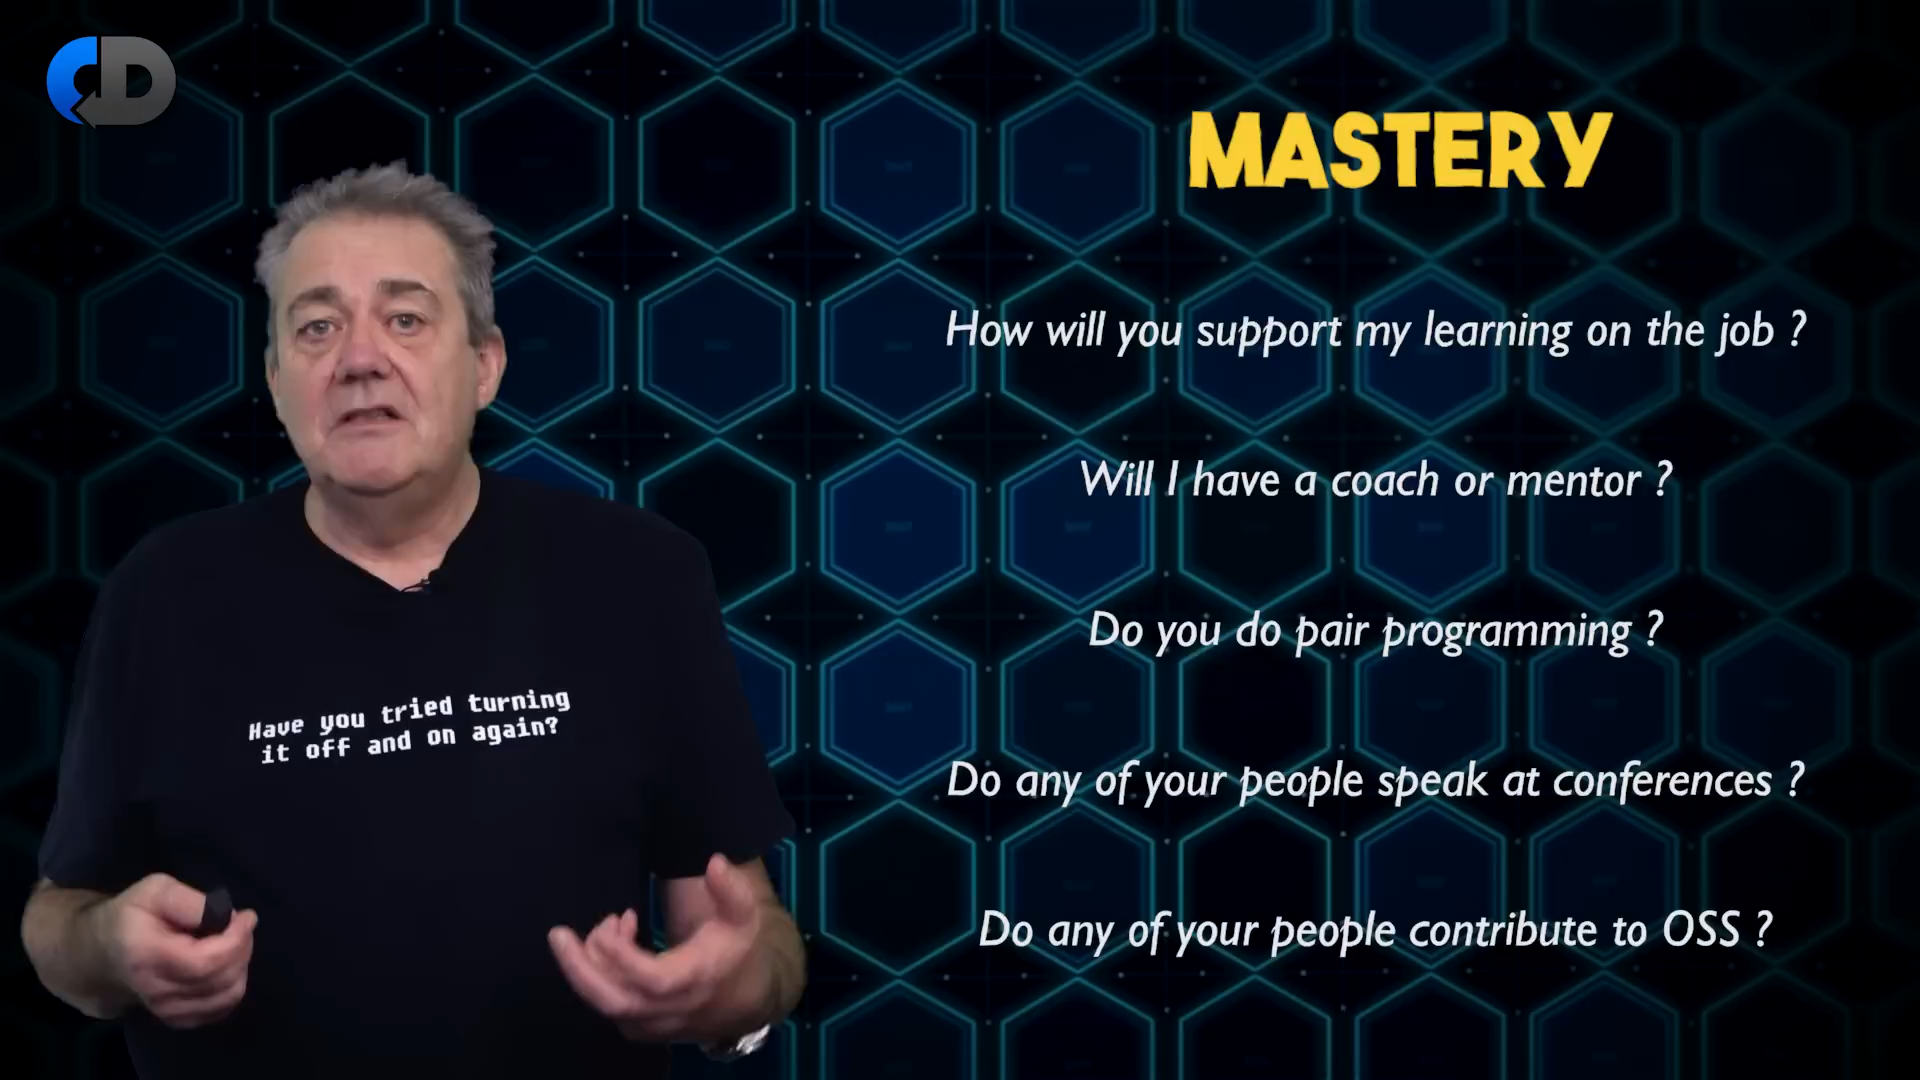 CD
MASTERY
How will you support my learning on the job ?
Will I have a coach or mentor ?
Do you do pair programming ?
Do any of your people speak at conferences ?
Do any of your people contribute to OSS ?
Have you tried turning
it off and on again?